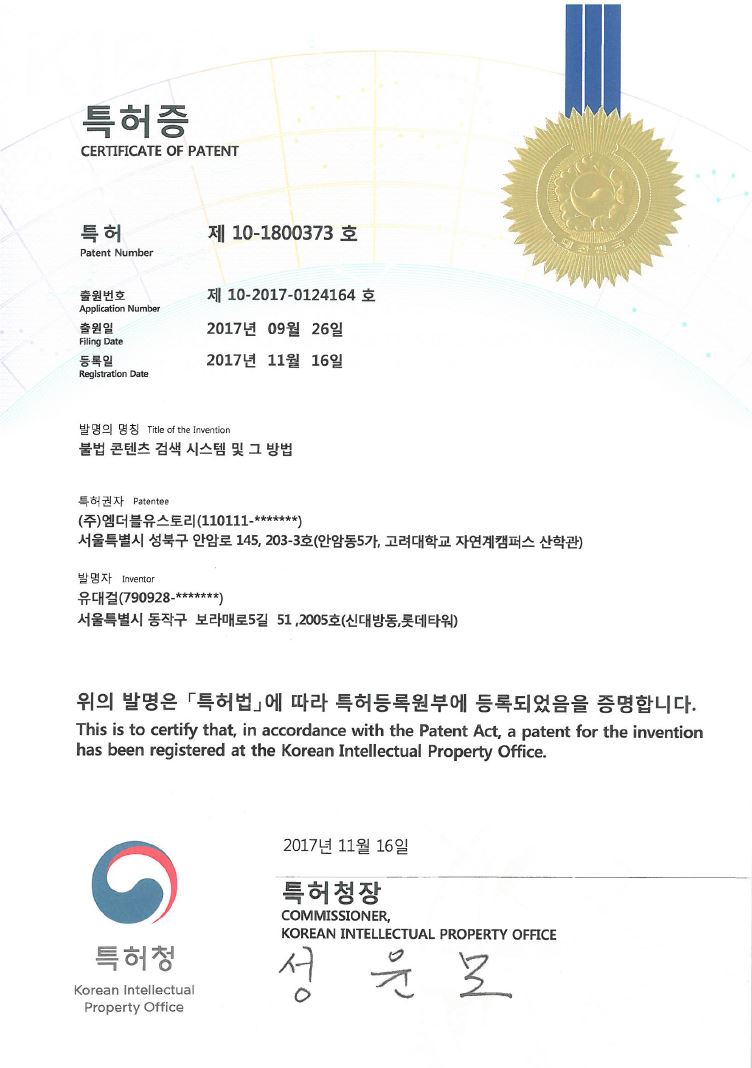 특허증
CERTIFICATE OF PATENT
특허 제 10-1800373 호
Patent Number
출원번호 제 10-2017-0124164 호
Application Number
출원일 2017년 09월 26일
Filing Date
등록일 2017년 11월 16일
Registration Date
발명의 명칭 Title of the Invention
불법 콘텐츠 검색 시스템 및 그 방법
특허권자 Patentee
(주)엠더블유스토리(110111-*******)
서울특별시 성북구 안암로 145, 203-3호(안암동5가, 고려대학교 자연계캠퍼스 산학관)
발명자 Inventor
유대걸(790928-*******)
서울특별시 동작구 보라매로5길 51 ,2005호(신대방동,롯데타워)
위의 발명은 「특허법」에 따라 특허등록원부에 등록되었음을 증명합니다.
This is to certify that, in accordance with the Patent Act, a patent for the invention
has been registered at the Korean Intellectual Property Office.
2017년 11월 16일
특허청장
COMMISSIONER,
KOREAN INTELLECTUAL PROPERTY OFFICE
성 윤 모
특허청
Korean Intellectual
Property Office
대한민국